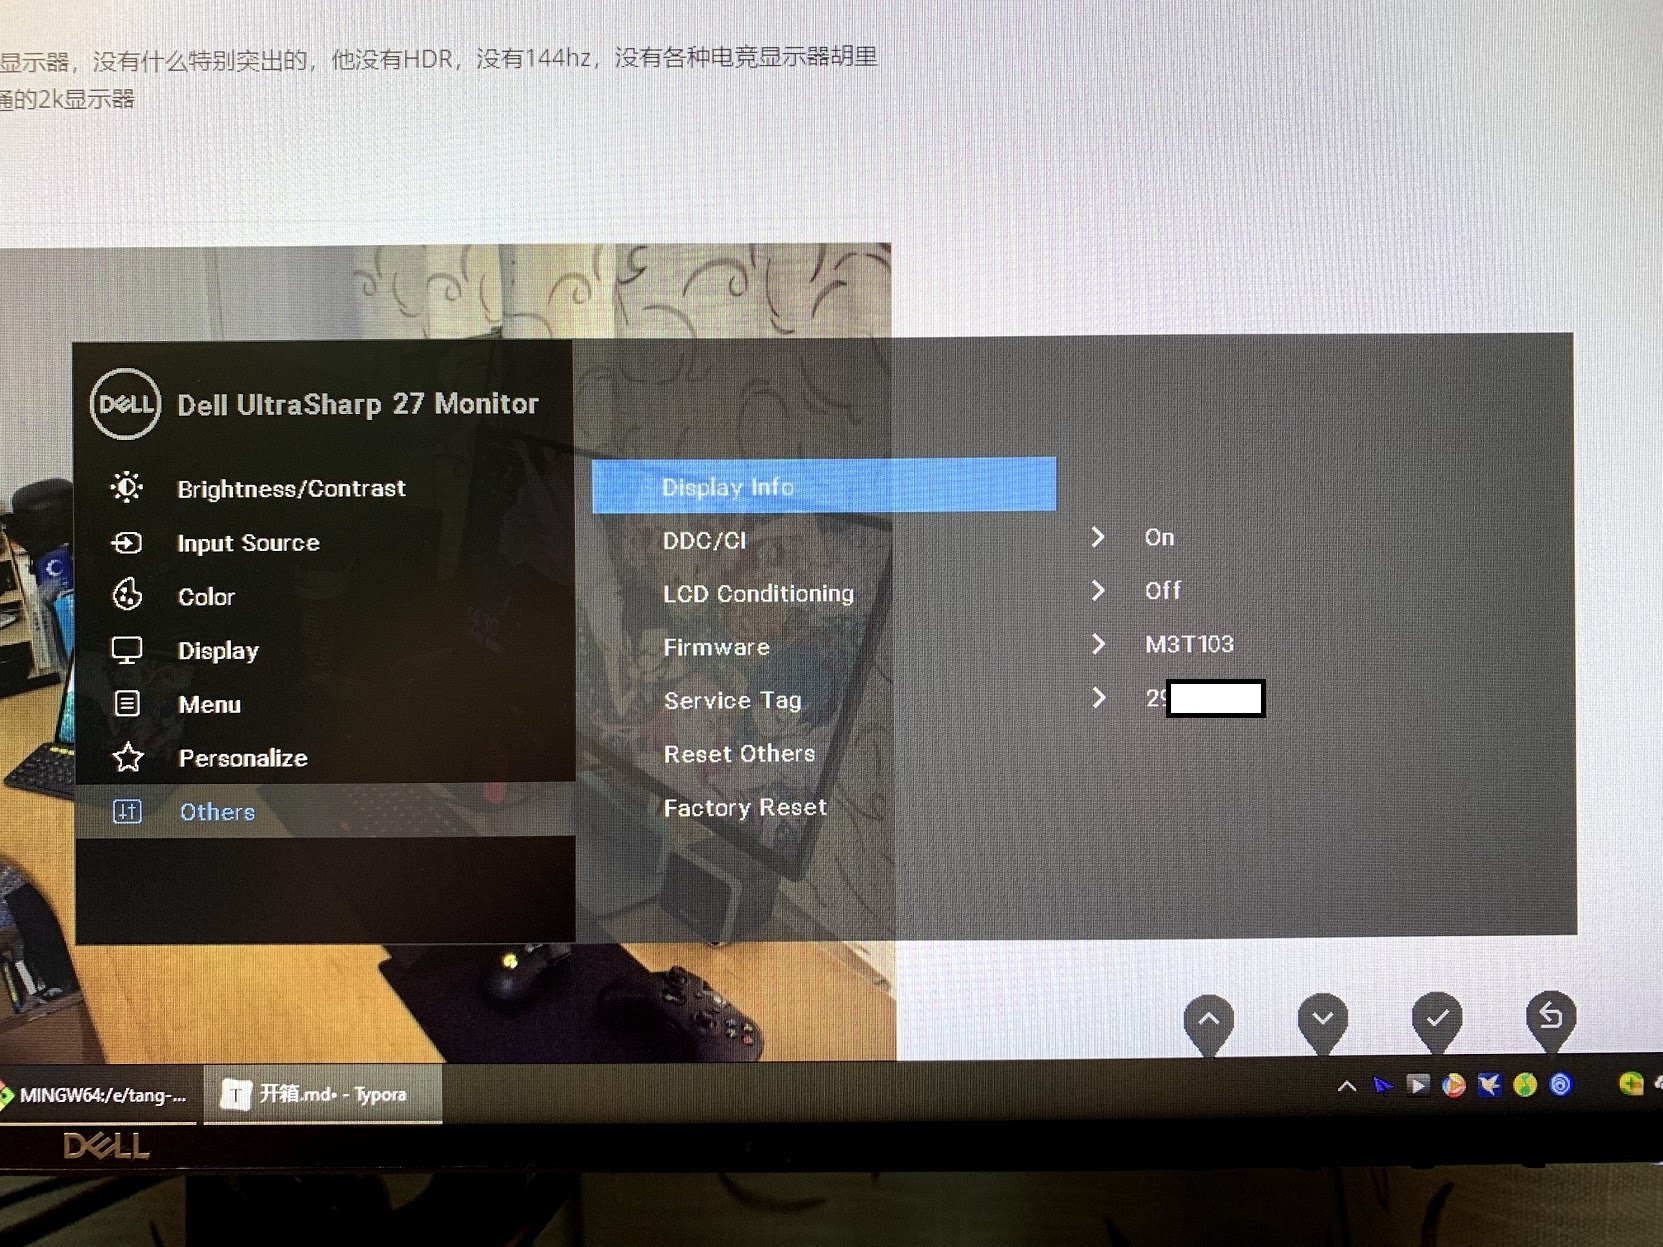 显示器，没有什么特别突出的，他没有HDR，没有144hz，没有各种电竞显示器胡里
通的2k显示器
DELL
Dell UltraSharp 27 Monitor
Brightness/Contrast
Input Source
Color
Display
Menu
Personalize
Others
Display Info
DDC/CI
On
LCD Conditioning
Off
Firmware
M3T103
Service Tag
29
Reset Others
Factory Reset
MINGW64:/e/tang-...
T
开箱.md• - Typora
DELL